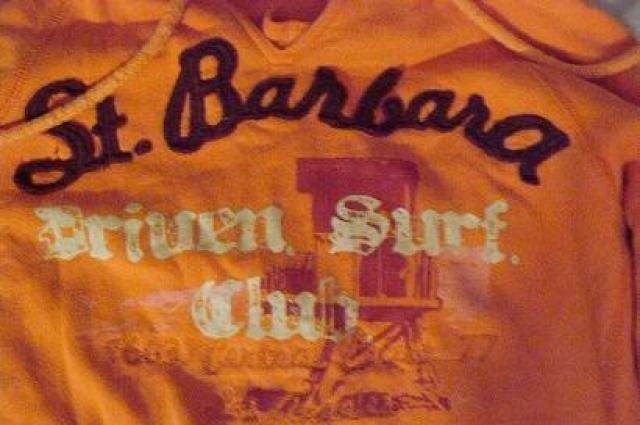 St. Barbara
Driven. Surf.
Club.